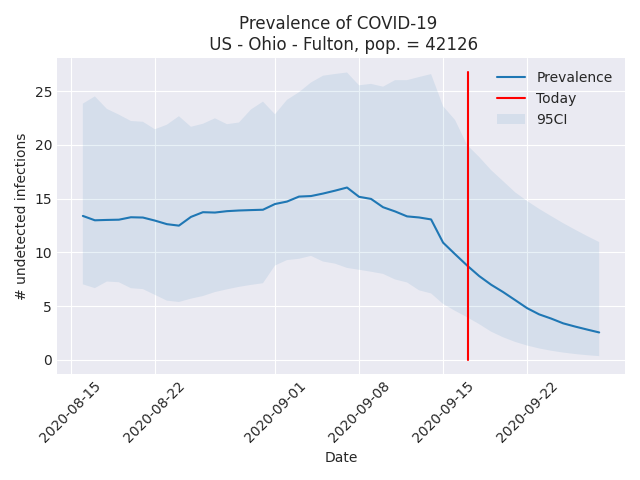 Prevalence of COVID-19
US - Ohio - Fulton, pop. = 42126
Prevalence
Today
95CI
# undetected infections
25
20
15
10
5
0
2020-08-15
2020-08-22
2020-09-01
2020-09-08
2020-09-15
2020-09-22
Date